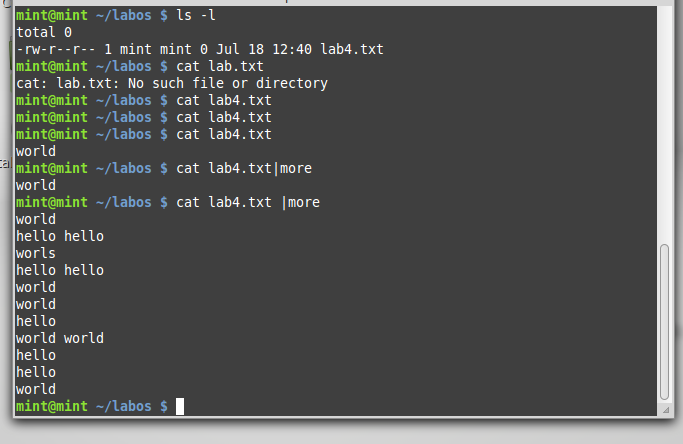 mint@mint ~/labos $ ls -l
total 0
-rw-r--r-- 1 mint mint 0 Jul 18 12:40 lab4.txt
mint@mint ~/labos $ cat lab.txt
cat: lab.txt: No such file or directory
mint@mint ~/labos $ cat lab4.txt
mint@mint ~/labos $ cat lab4.txt
mint@mint ~/labos $ cat lab4.txt
world
mint@mint ~/labos $ cat lab4.txt|more
world
mint@mint ~/labos $ cat lab4.txt |more
world
hello hello
worls
hello hello
world
world
hello
world world
hello
hello
world
mint@mint ~/labos $